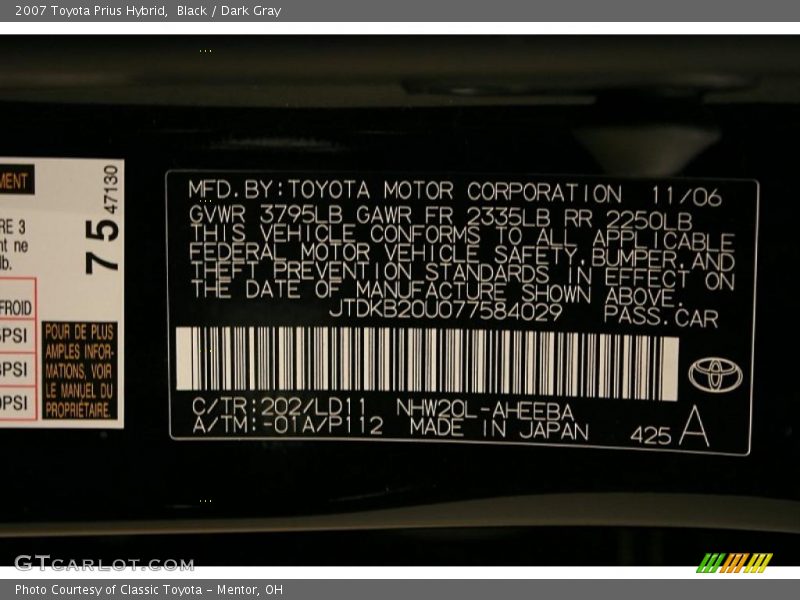 2007 Toyota Prius Hybrid,  Black / Dark Gray
MENT
RE 3
nt ne
lb.
FROID
PSI
PSI
PSI
75
47130
POUR DE PLUS
AMPLES INFOR-
MATIONS, VOIR
LE MANUEL DU
PROPRIÉTAIRE.
MFD. BY: TOYOTA MOTOR CORPORATION 11/06
GVWR 3795LB GAWR FR 2335LB RR 2250LB
THIS VEHICLE CONFORMS TO ALL APPLICABLE
FEDERAL MOTOR VEHICLE SAFETY, BUMPER, AND
THEFT PREVENTION STANDARDS IN EFFECT ON
THE DATE OF MANUFACTURE SHOWN ABOVE.
JTDKB20U077584029 PASS. CAR
C/TR:202/LD11 NHW20L-AHEEBA
A/TM:-01A/P112 MADE IN JAPAN 425 A
GTCARLOT.COM
Photo Courtesy of Classic Toyota - Mentor, OH